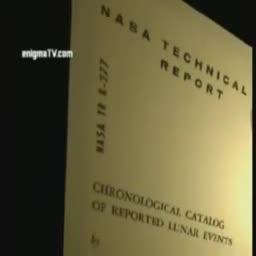 enigmaTV.com
NASA TECHNICAL
REPORT
NASA TR R-277
CHRONOLOGICAL CATALOG
OF REPORTED LUNAR EVENTS
by